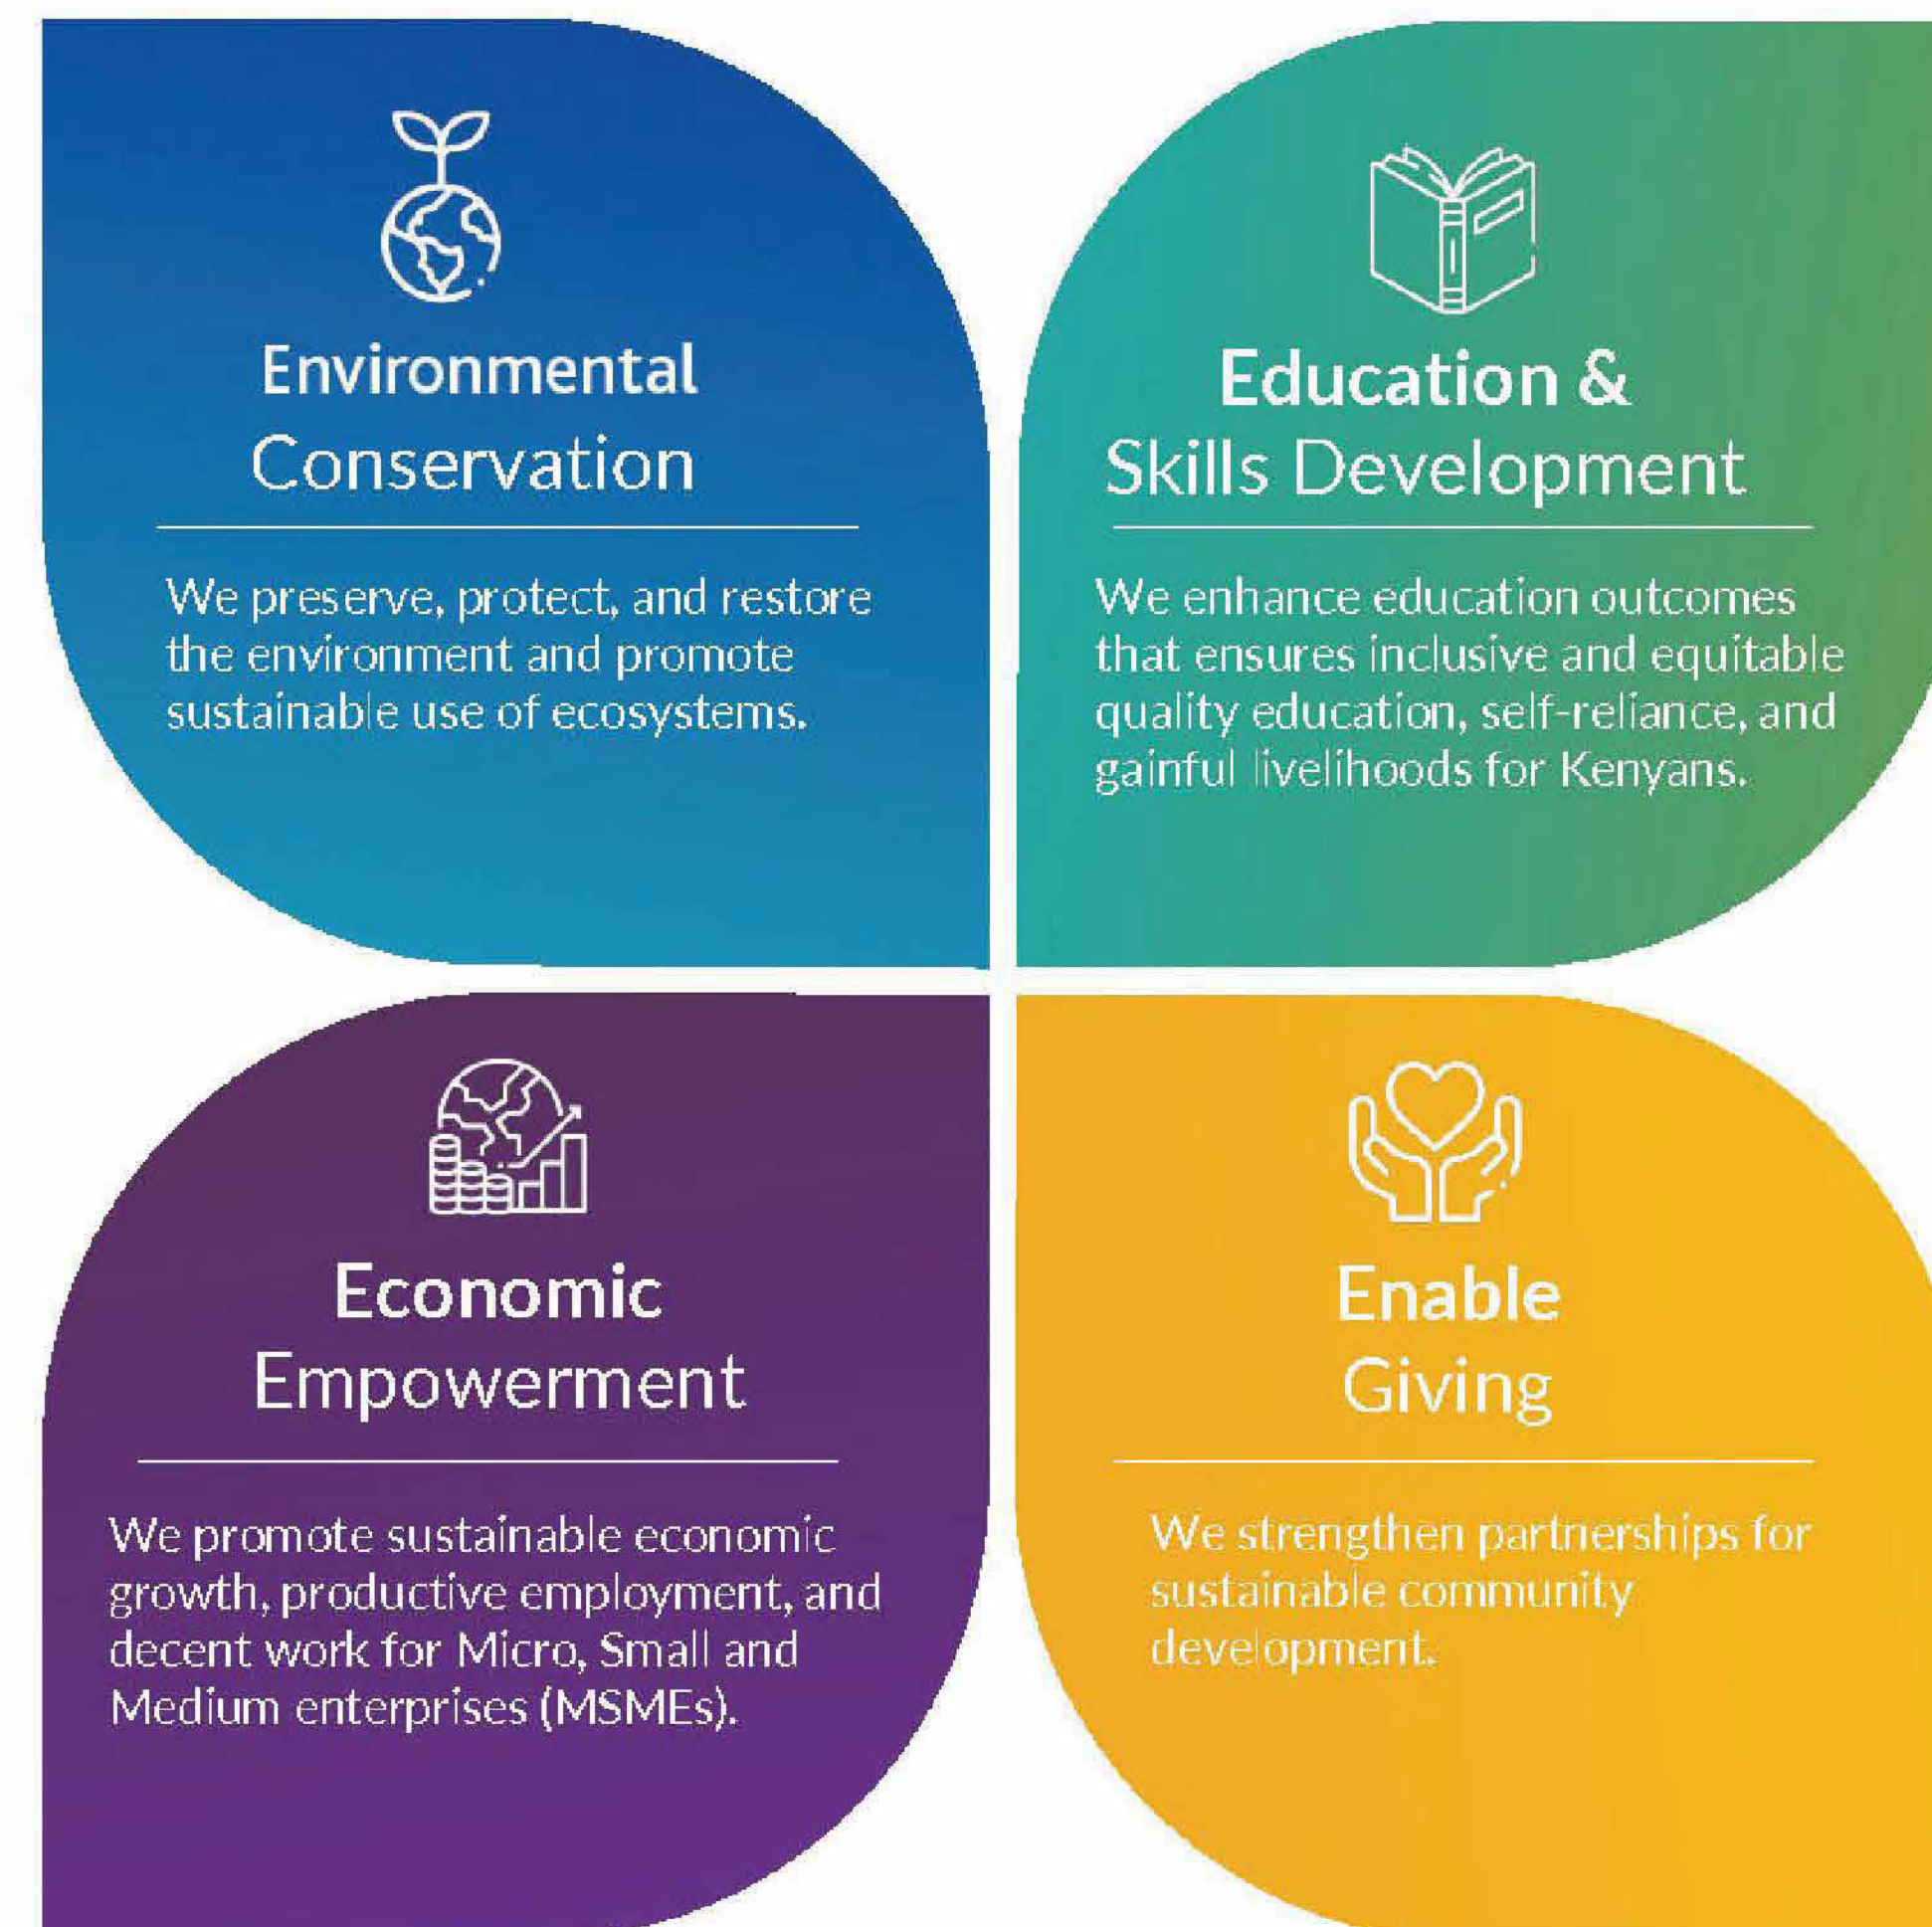 Environmental
Conservation
We preserve, protect, and restore
the environment and promote
sustainable use of ecosystems.
Education &
Skills Development
We enhance education outcomes
that ensures inclusive and equitable
quality education, self-reliance, and
gainful livelihoods for Kenyans.
Economic
Empowerment
We promote sustainable economic
growth, productive employment, and
decent work for Micro, Small and
Medium enterprises (MSMEs).
Enable
Giving
We strengthen partnerships for
sustainable community
development.